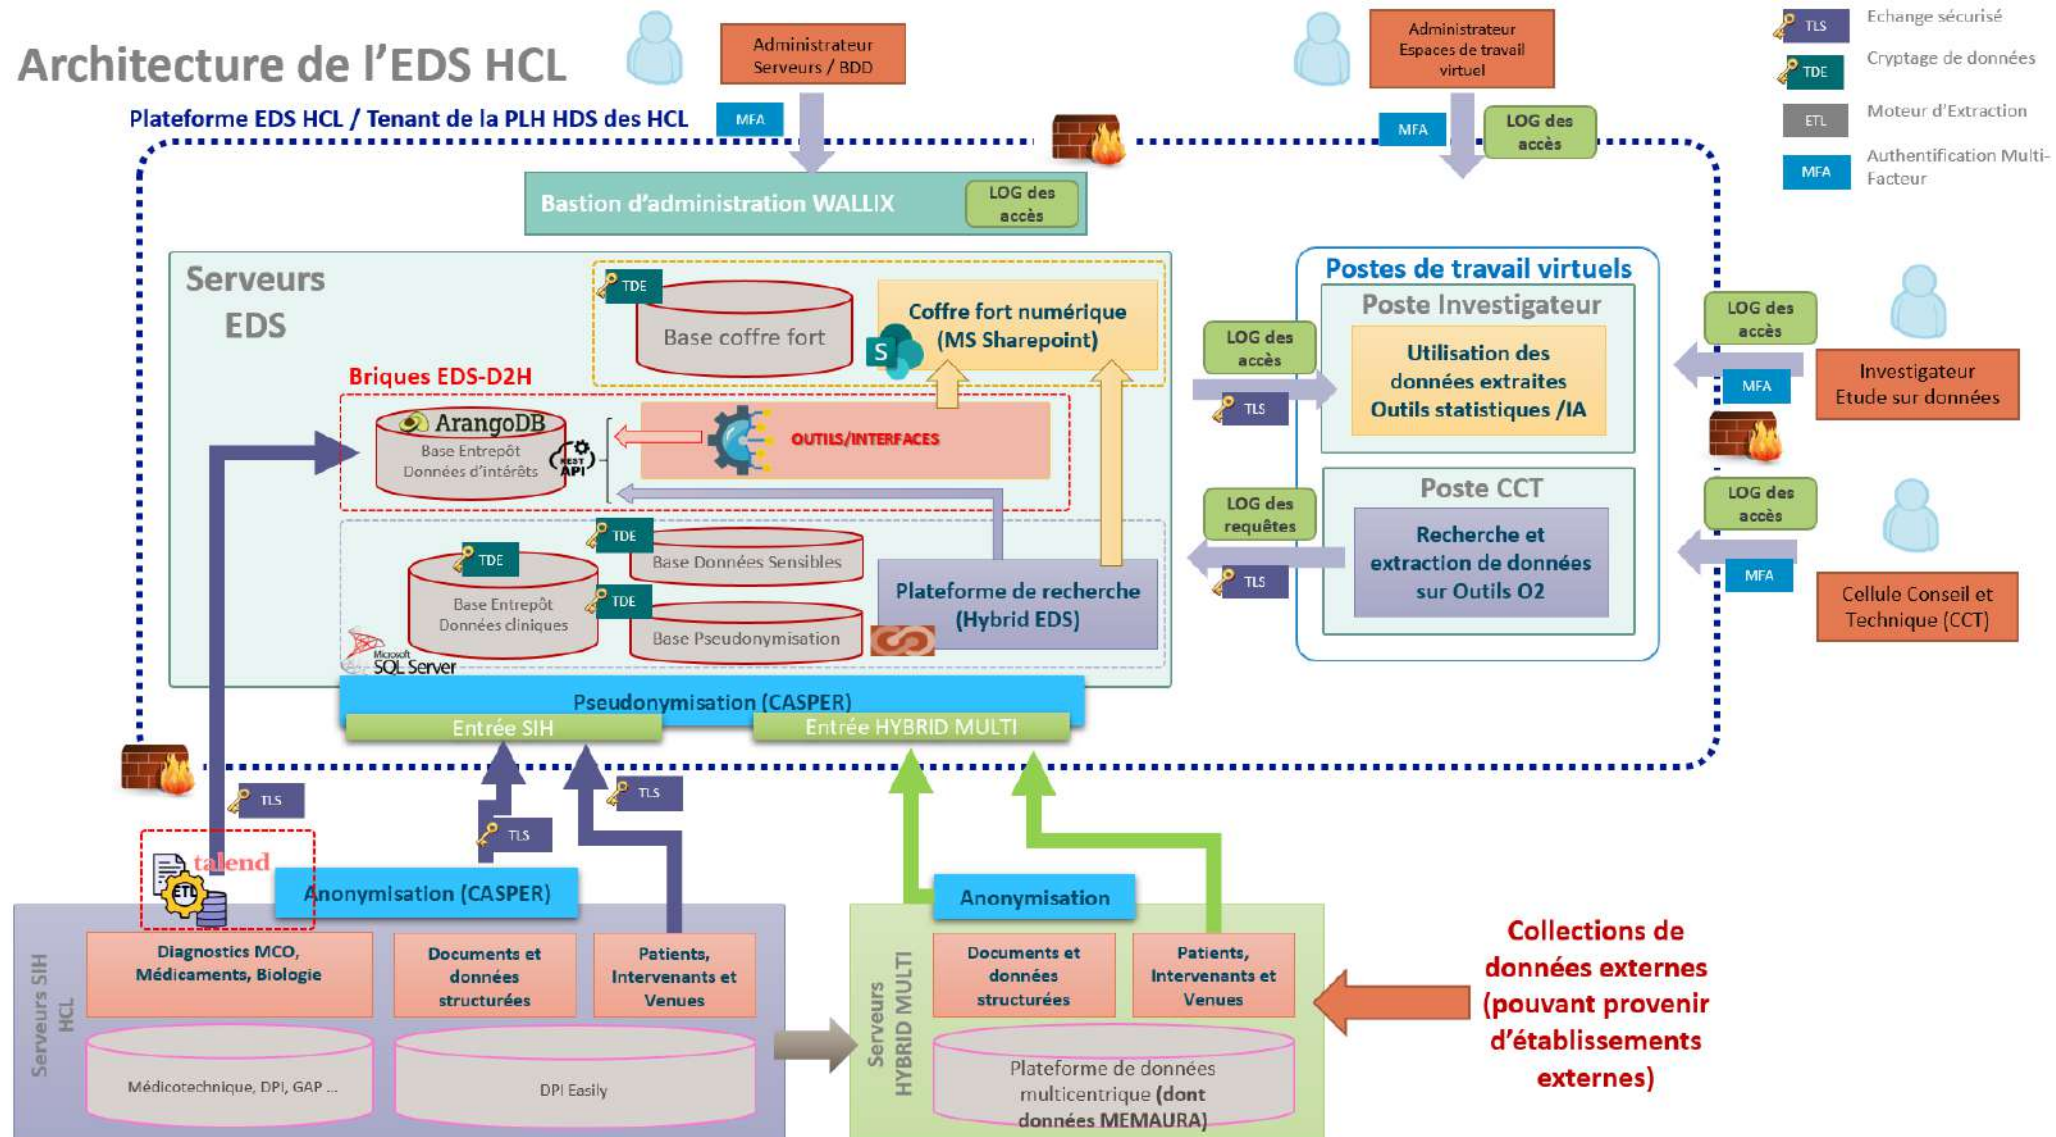 Architecture de l'EDS HCL
Administrateur
Serveurs / BDD
Administrateur
Espaces de travail
virtuel
TLS
Echange sécurisé
TDE
Cryptage de données
ETL
Moteur d'Extraction
MFA
Authentification Multi-
Facteur
Plateforme EDS HCL / Tenant de la PLH HDS des HCL
MFA
MFA
LOG des
accès
Bastion d'administration WALLIX
LOG des
accès
Serveurs
EDS
TDE
Base coffre fort
Coffre fort numérique
(MS Sharepoint)
S
Briques EDS-D2H
ArangoDB
Base Entrepôt
Données d'intérêts
REST
API
OUTILS/INTERFACES
TDE
Base Entrepôt
Données cliniques
TDE
Base Données Sensibles
TDE
Base Pseudonymisation
Plateforme de recherche
(Hybrid EDS)
Microsoft
SQL Server
Pseudonymisation (CASPER)
Entrée SIH
Entrée HYBRID MULTI
LOG des
accès
TLS
LOG des
requêtes
TLS
Postes de travail virtuels
Poste Investigateur
Utilisation des
données extraites
Outils statistiques /IA
Poste CCT
Recherche et
extraction de données
sur Outils O2
LOG des
accès
MFA
Investigateur
Etude sur données
LOG des
accès
MFA
Cellule Conseil et
Technique (CCT)
TLS
TLS
TLS
talend
ETL
Anonymisation (CASPER)
Serveurs SIH
HCL
Diagnostics MCO,
Médicaments, Biologie
Documents et
données
structurées
Patients,
Intervenants et
Venues
Médicotechnique, DPI, GAP ...
DPI Easily
Anonymisation
Serveurs
HYBRID MULTI
Documents et
données
structurées
Patients,
Intervenants et
Venues
Plateforme de données
multicentrique (dont
données MEMAURA)
Collections de
données externes
(pouvant provenir
d'établissements
externes)